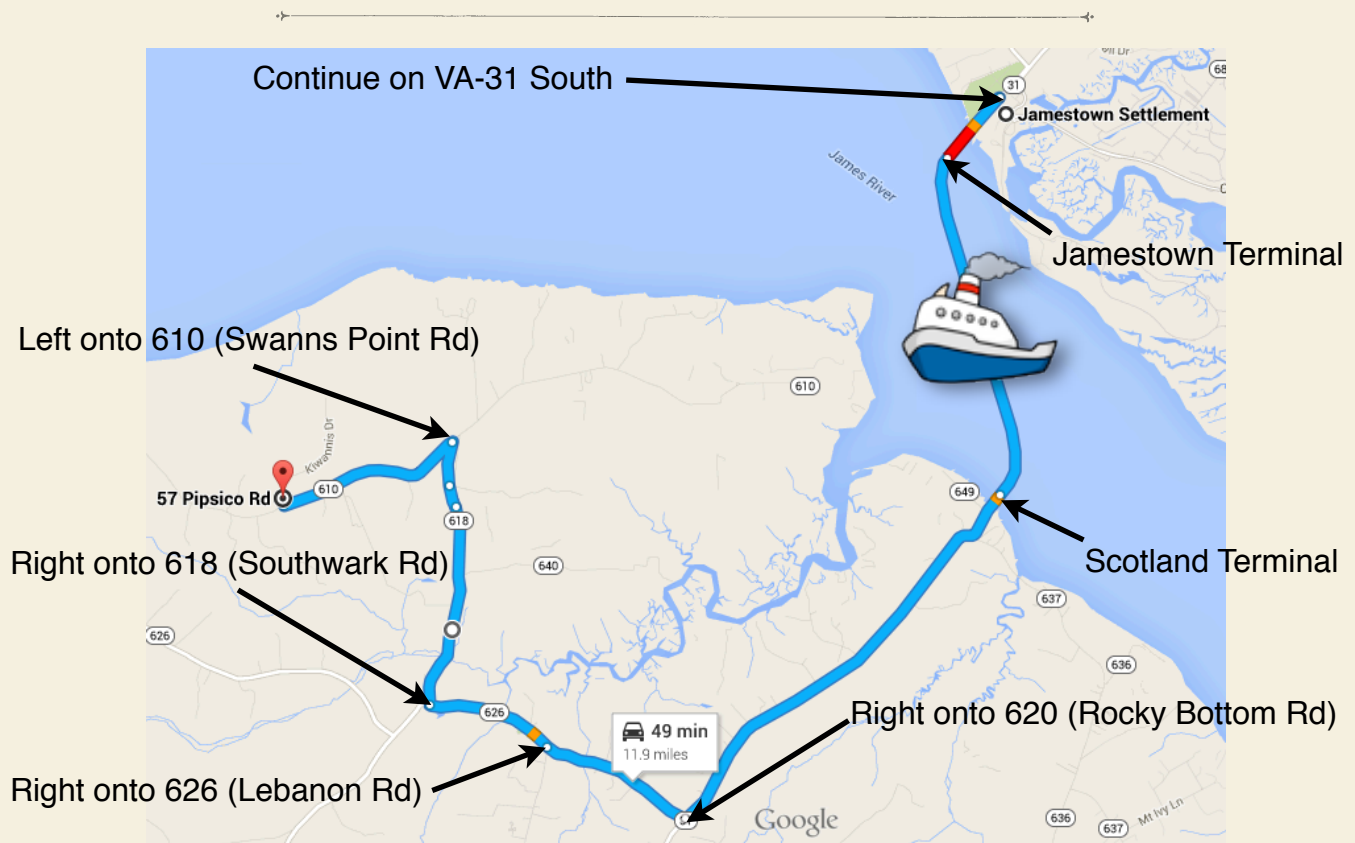 Continue on VA-31 South
31
68
Jamestown Settlement
James River
Jamestown Terminal
Left onto 610 (Swanns Point Rd)
610
Kiwannis Dr
57 Pipsico Rd
610
649
618
Right onto 618 (Southwark Rd)
640
Scotland Terminal
637
626
636
626
Right onto 620 (Rocky Bottom Rd)
49 min
11.9 miles
Right onto 626 (Lebanon Rd)
Google
636
637
Mt Ivy Ln